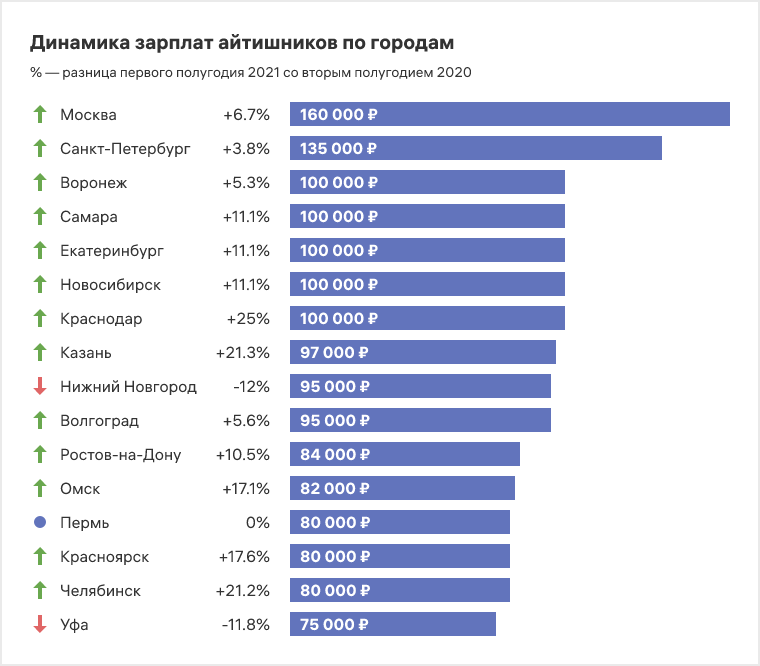 Динамика зарплат айтишников по городам
% — разница первого полугодия 2021 со вторым полугодием 2020
Москва +6.7% 160 000 ₽
Санкт-Петербург +3.8% 135 000 ₽
Воронеж +5.3% 100 000 ₽
Самара +11.1% 100 000 ₽
Екатеринбург +11.1% 100 000 ₽
Новосибирск +11.1% 100 000 ₽
Краснодар +25% 100 000 ₽
Казань +21.3% 97 000 ₽
Нижний Новгород -12% 95 000 ₽
Волгоград +5.6% 95 000 ₽
Ростов-на-Дону +10.5% 84 000 ₽
Омск +17.1% 82 000 ₽
Пермь 0% 80 000 ₽
Красноярск +17.6% 80 000 ₽
Челябинск +21.2% 80 000 ₽
Уфа -11.8% 75 000 ₽